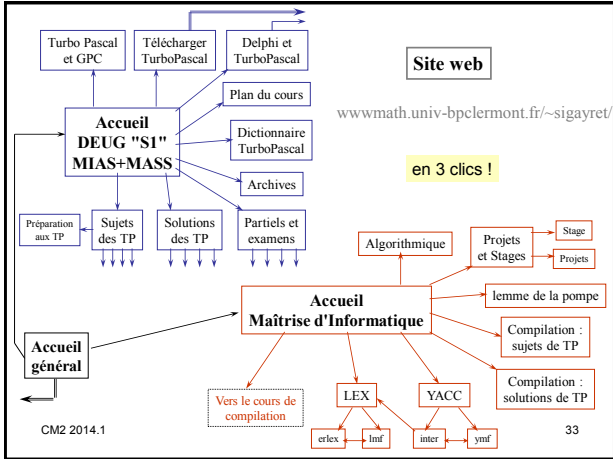 Turbo Pascal
et GPC
Télécharger
TurboPascal
Delphi et
TurboPascal
Site web
Plan du cours
wwwmath.univ-bpclermont.fr/~sigayret/
Accueil
DEUG "S1"
MIAS+MASS
Dictionnaire
TurboPascal
en 3 clics !
Archives
Préparation
aux TP
Sujets
des TP
Solutions
des TP
Partiels et
examens
Algorithmique
Projets
et Stages
Stage
Projets
Accueil
Maîtrise d'Informatique
lemme de la pompe
Compilation :
sujets de TP
Accueil
général
Compilation :
solutions de TP
Vers le cours de
compilation
LEX
YACC
erlex
lmf
inter
ymf
CM2 2014.1
33